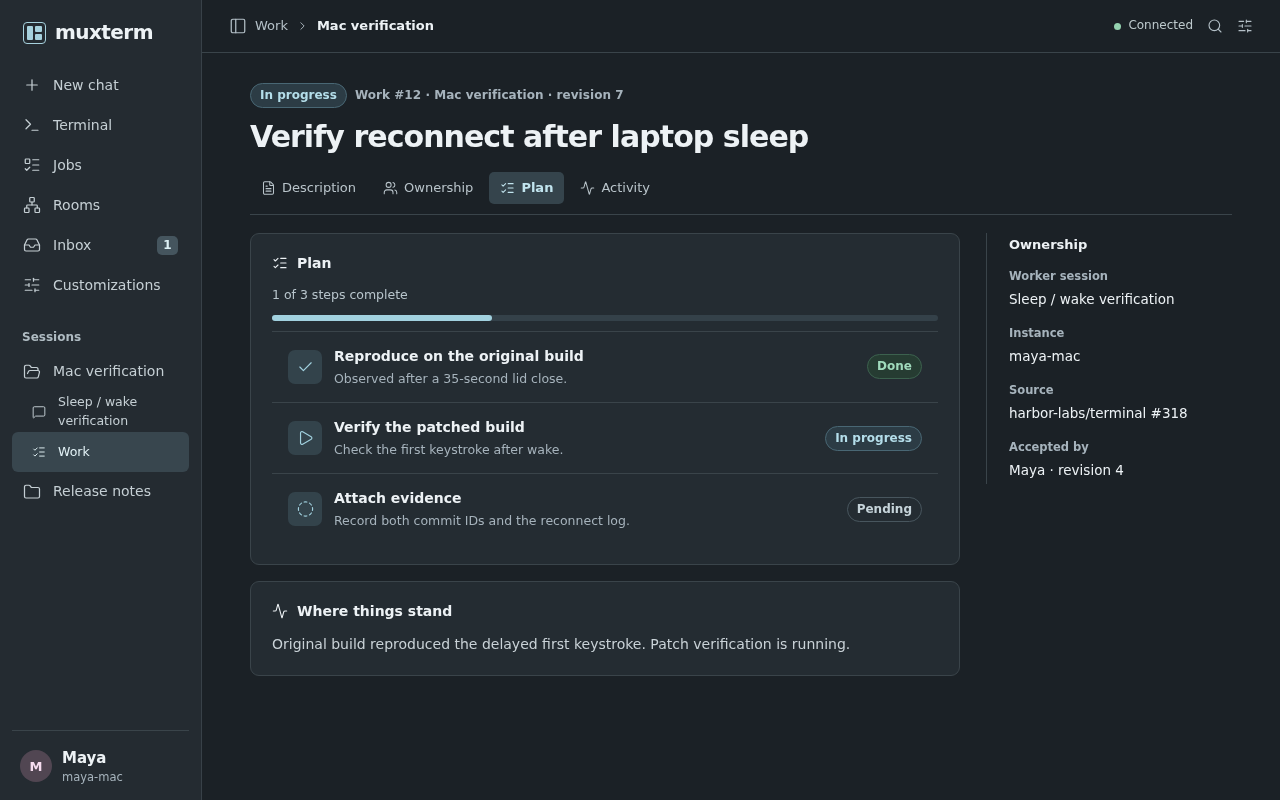 muxterm
New chat
Terminal
Jobs
Rooms
Inbox 1
Customizations
Sessions
Mac verification
Sleep / wake
verification
Work
Release notes
M
Maya
maya-mac
Work > Mac verification
Connected
In progress Work #12 · Mac verification · revision 7
Verify reconnect after laptop sleep
Description Ownership Plan Activity
Plan
1 of 3 steps complete
Reproduce on the original build
Observed after a 35-second lid close.
Done
Verify the patched build
Check the first keystroke after wake.
In progress
Attach evidence
Record both commit IDs and the reconnect log.
Pending
Where things stand
Original build reproduced the delayed first keystroke. Patch verification is running.
Ownership
Worker session
Sleep / wake verification
Instance
maya-mac
Source
harbor-labs/terminal #318
Accepted by
Maya · revision 4